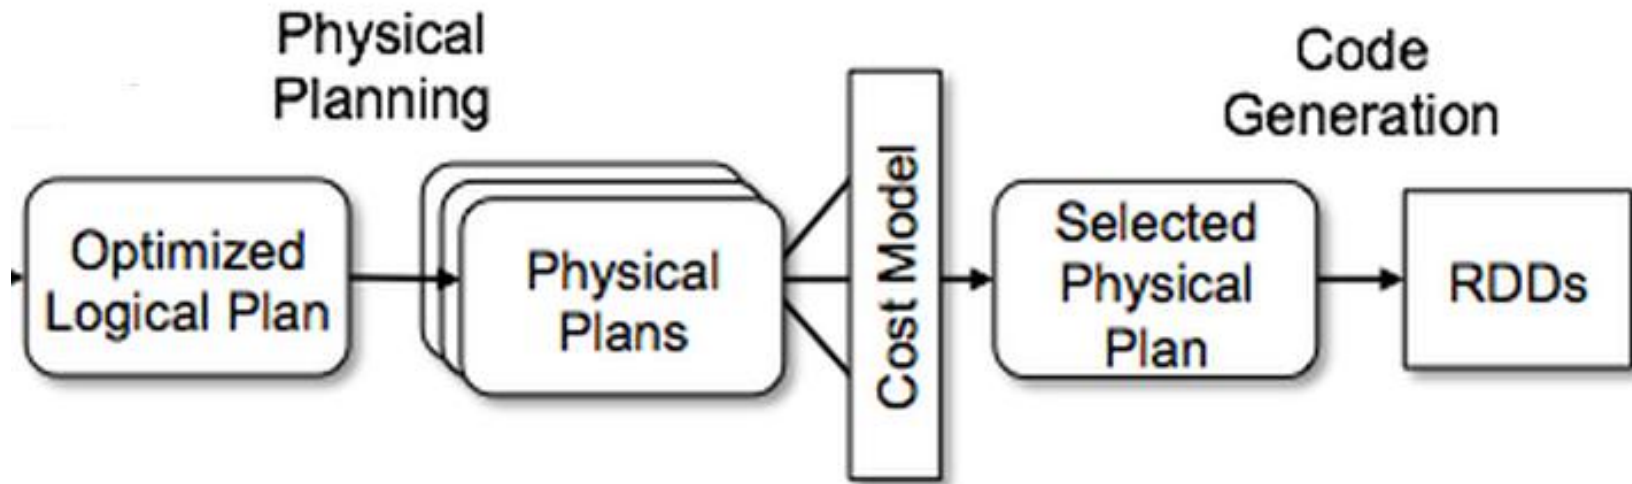 Physical
Planning
Code
Generation
Optimized
Logical Plan
Physical
Plans
Cost Model
Selected
Physical
Plan
RDDs